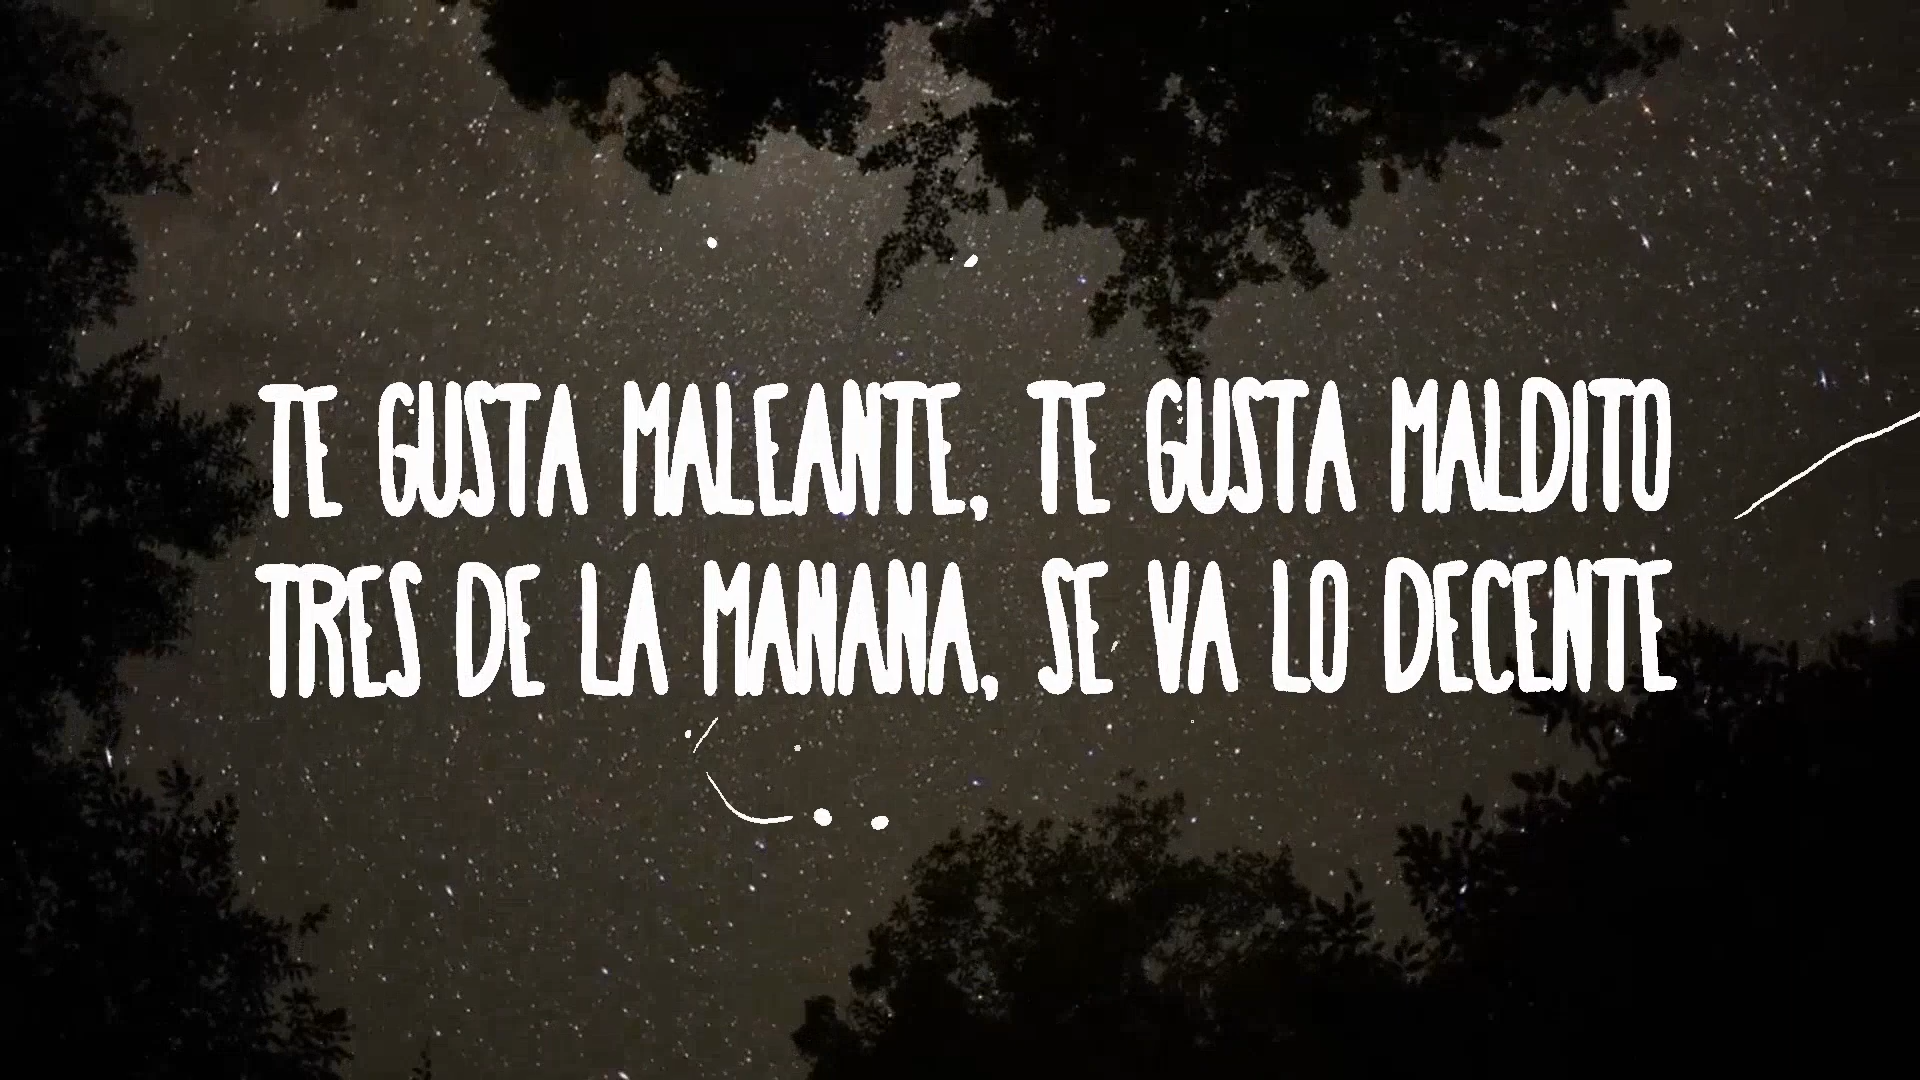 TE GUSTA MALEANTE, TE GUSTA MALDITO
TRES DE LA MANANA, SE VA LO DECENTE